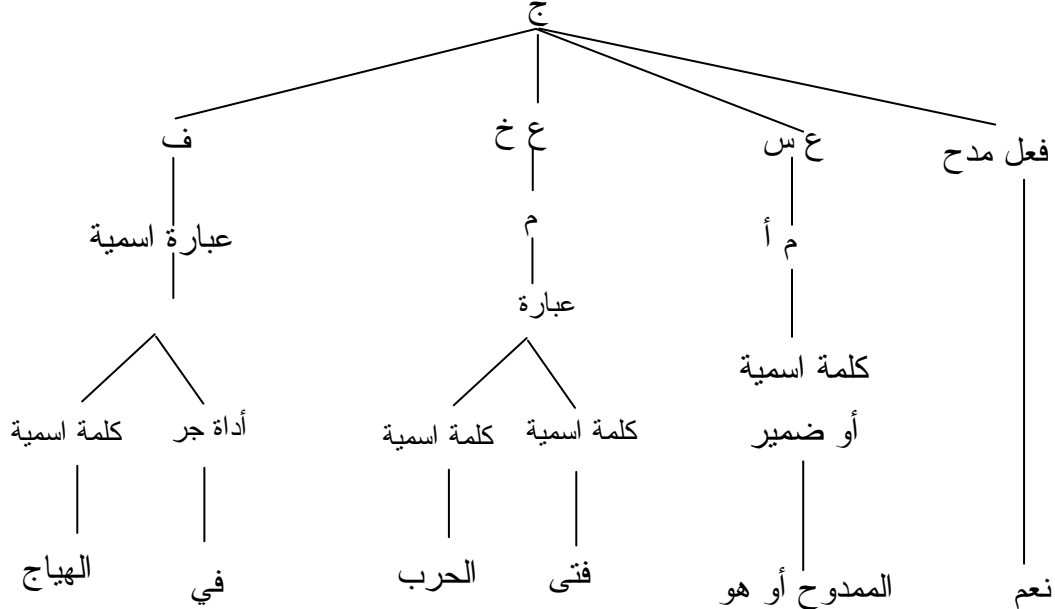 ج
فعل مدح
ع س
ع خ
ف
م أ
م
عبارة اسمية
عبارة
كلمة اسمية
أو ضمير
كلمة اسمية
كلمة اسمية
أداة جر
كلمة اسمية
نعم
الممدوح أو هو
فتى
الحرب
في
الهياج